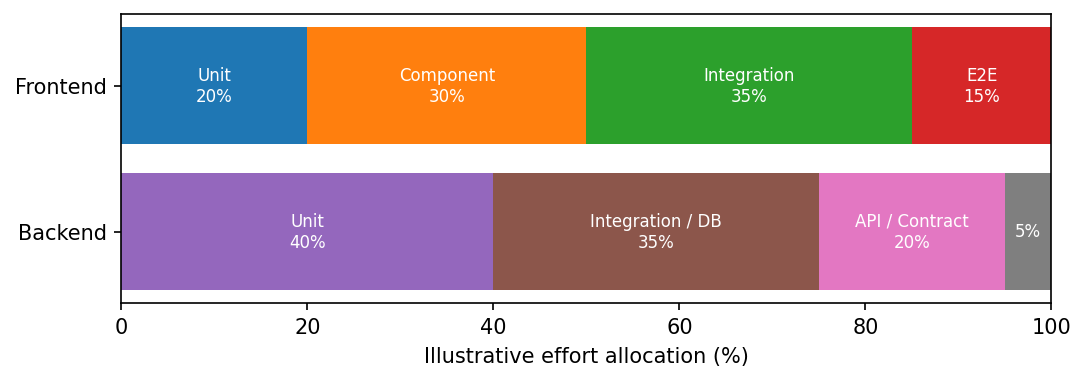 Frontend
Unit
20%
Component
30%
Integration
35%
E2E
15%
Backend
Unit
40%
Integration / DB
35%
API / Contract
20%
5%
0 20 40 60 80 100
Illustrative effort allocation (%)